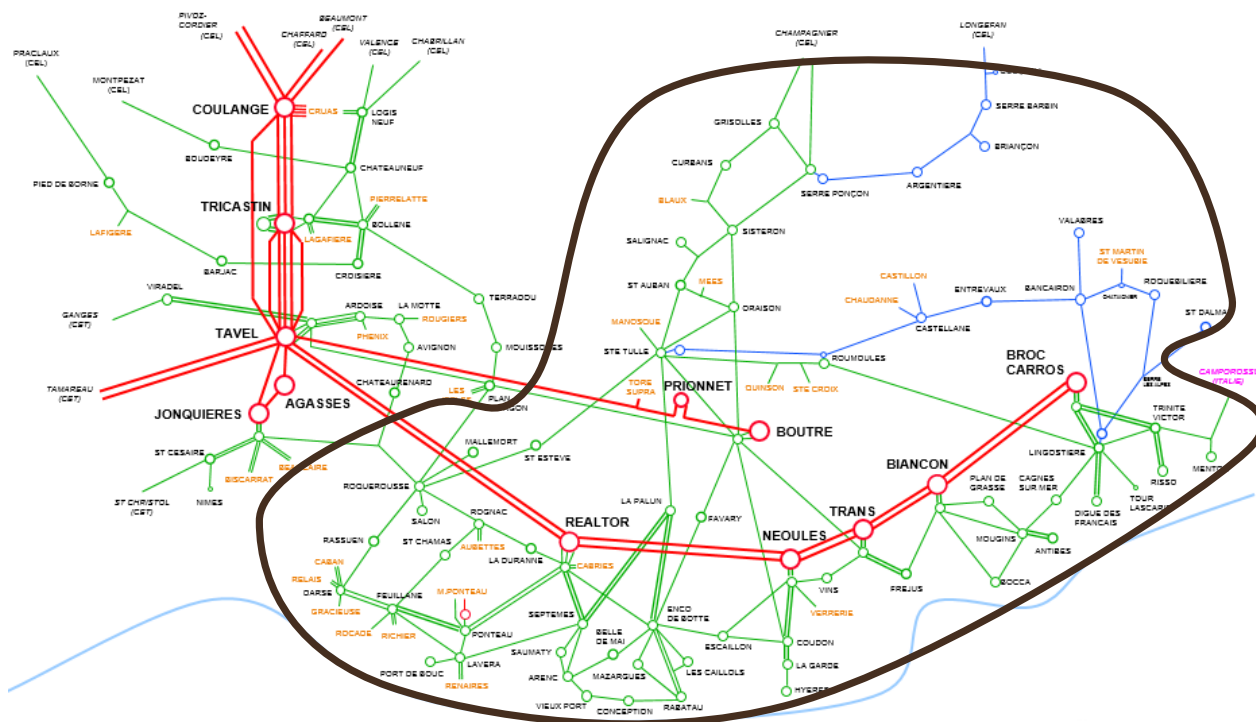 PIVOZ-
CORDIER
(CEL)
BEAUMONT
(CEL)
CHAFFARD
(CEL)
VALENCE
(CEL)
CHABRILLAN
(CEL)
PRACLAUX
(CEL)
MONTPEZAT
(CEL)
CHAMPAGNIER
(CEL)
LONGEFAN
(CEL)
COULANGE
CRUAS
LOGIS
NEUF
BOUDEYRE
CHATEAUNEUF
PIED DE BORNE
LAFIGERE
TRICASTIN
PIERRELATTE
LAGAFIERE
BOLLENE
BARJAC
CROISIERE
VIRADEL
GANGES
(CET)
ARDOISE
LA MOTTE
PHENIX
ROUGIERS
TERRADOU
TAVEL
AVIGNON
MOUISSONES
TAMAREAU
(CET)
CHATEAURENARD
LES
PLAN
JONQUIERES
AGASSES
ST CESAIRE
BISCARRAT
ST CHRISTOL
(CET)
NIMES
GRISOLLES
CURBANS
BLAUX
SERRE PONÇON
ARGENTIERE
SERRE BARBIN
BRIANÇON
SISTERON
SALIGNAC
ST AUBAN
MEES
ORAISON
MANOSQUE
STE TULLE
CASTILLON
CHAUDANNE
CASTELLANE
ENTREVAUX
VALABRES
BANCAIRON
ST MARTIN
DE VESUBIE
ROQUEBILIERE
ST DALMA
ROUMOULES
QUINSON
STE CROIX
TORE
SUPRA
PRIONNET
BOUTRE
BROC
CARROS
CAMPOROSSO
(ITALIE)
TRINITE
VICTOR
LINGOSTIERE
MENTO
RISSO
TOUR
LASCARIS
DIGUE DES
FRANCAIS
BIANCON
PLAN DE
GRASSE
CAGNES
SUR MER
MOUGINS
ANTIBES
BOCCA
TRANS
FREJUS
MALLEMORT
ST ESTEVE
ROQUEROUSSE
SALON
ROGNAC
AUBETTES
ST CHAMAS
LA DURANNE
RASSUEN
REALTOR
CABRIES
LA PALUN
FAVARY
NEOULES
VINS
VERRERIE
CABAN
RELAIS
DARSE
GRACIEUSE
FEUILLANE
ROCADE
RICHIER
M.PONTEAU
PONTEAU
LAVERA
PORT DE BOUC
RENAIRES
SEPTEMES
SAUMATY
ARENC
BELLE
DE MAI
ENCO
DE BOTTE
MAZARGUES
LES CAILLOLS
VIEUX PORT
CONCEPTION
RABATAU
ESCAILLON
COUDON
LA GARDE
HYERES